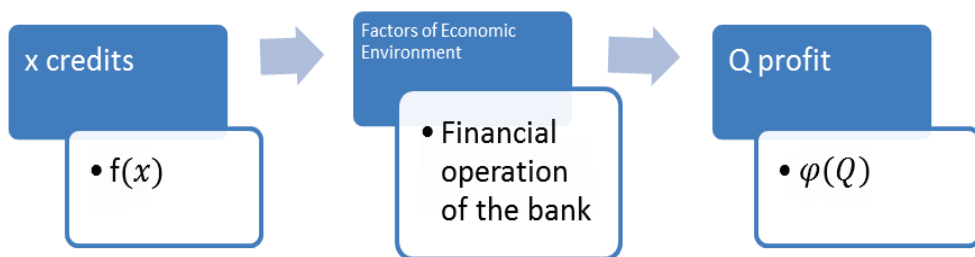 x credits
• f(x)
Factors of Economic
Environment
• Financial
operation
of the bank
Q profit
• φ(Q)